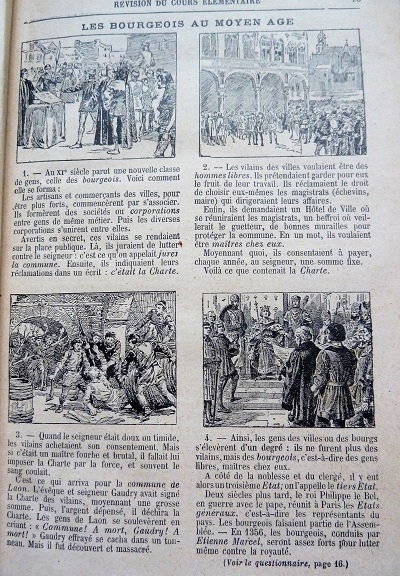 REVISION DU COURS ÉLÉMENTAIRE
LES BOURGEOIS AU MOYEN AGE
1. — Au XIᵉ siècle parut une nouvelle classe
de gens, celle des bourgeois. Voici comment
elle se forma :
Les artisans et commerçants des villes, pour
être plus forts, commencèrent par s'associer.
Ils formèrent des sociétés ou corporations
entre gens de même métier. Puis les diverses
corporations s'unirent entre elles.
Avertis en secret, ces vilains se rendaient
sur la place publique. Là, ils juraient de lutter
contre le seigneur : c'est ce qu'on appelait jurer
la commune. Ensuite, ils indiquaient leurs
réclamations dans un écrit : c'était la Charte.
2. — Les vilains des villes voulaient être des
hommes libres. Ils prétendaient garder pour eux
le fruit de leur travail. Ils réclamaient le droit
de choisir eux-mêmes les magistrats (échevins,
maire) qui dirigeraient leurs affaires.
Enfin, ils demandaient un Hôtel de Ville où
se réuniraient les magistrats, un beffroi où veil-
lerait le guetteur, de bonnes murailles pour
protéger la commune. En un mot, ils voulaient
être maîtres chez eux.
Moyennant quoi, ils consentaient à payer,
chaque année, au seigneur, une somme fixe.
Voilà ce que contenait la Charte.
3. — Quand le seigneur était doux ou timide,
les vilains achetaient son consentement. Mais
si c'était un maître fourbe et brutal, il fallait lui
imposer la Charte par la force, et souvent le
sang coulait.
C'est ce qui arriva pour la commune de
Laon. L'évêque et seigneur Gaudry avait signé
la Charte des vilains, moyennant une grosse
somme. Puis, l'argent dépensé, il déchira la
Charte. Les gens de Laon se soulevèrent en
criant : « Commune ! A mort, Gaudry ! A
mort ! » Gaudry effrayé se cacha dans un ton-
neau. Mais il fut découvert et massacré.
4. — Ainsi, les gens des villes ou des bourgs
s'élevèrent d'un degré : ils ne furent plus des
vilains, mais des bourgeois, c'est-à-dire des gens
libres, maîtres chez eux.
A côté de la noblesse et du clergé, il y eut
alors un troisième État; on l'appelle le tiers État.
Deux siècles plus tard, le roi Philippe le Bel,
en guerre avec le pape, réunit à Paris les États
généraux, c'est-à-dire les représentants du
pays. Les bourgeois faisaient partie de l'Assem-
blée. — En 1356, les bourgeois, conduits par
Etienne Marcel, seront assez forts pour lutter
même contre la royauté.
(Voir le questionnaire, page 16.)